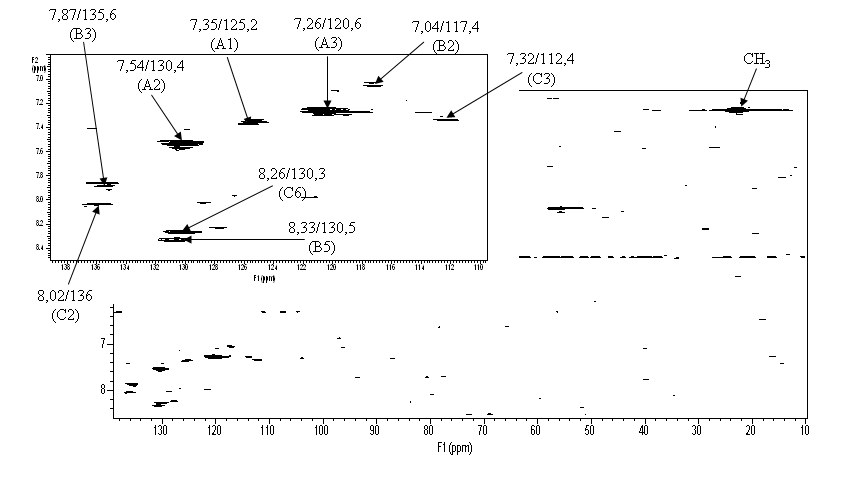 7,87/135,6
(B3)
7,54/130,4
(A2)
7,35/125,2
(A1)
7,26/120,6
(A3)
7,04/117,4
(B2)
7,32/112,4
(C3)
CH3
F2
(ppm)
7.0
7.2
7.4
7.6
7.8
8.0
8.2
8.4
8,26/130,3
(C6)
8,33/130,5
(B5)
138 136 134 132 130 128 126 124 122 120 118 116 114 112 110
F1 (ppm)
8,02/136
(C2)
7
8
130 120 110 100 90 80 70 60 50 40 30 20 10
F1 (ppm)